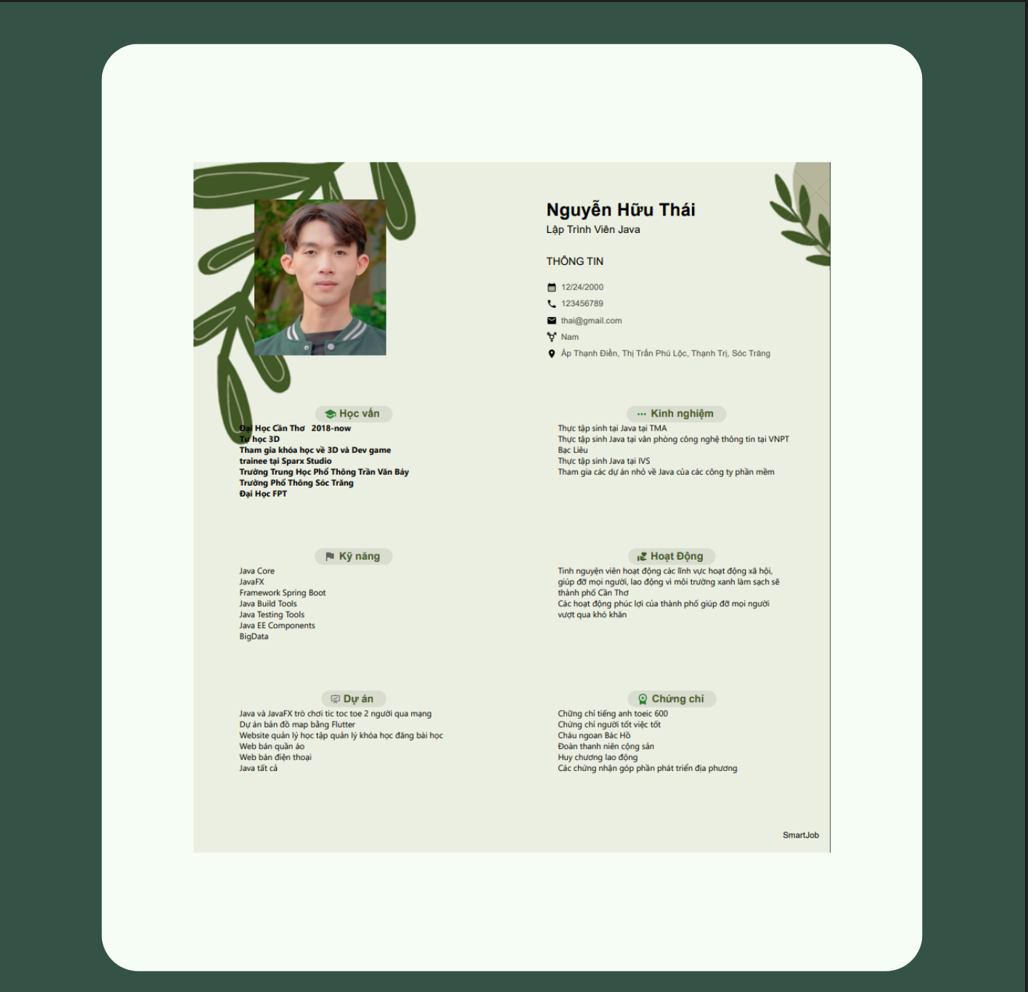 Nguyễn Hữu Thái
Lập Trình Viên Java
THÔNG TIN
12/24/2000
123456789
thai@gmail.com
Nam
Ấp Thạnh Điền, Thị Trấn Phú Lộc, Thạnh Trị, Sóc Trăng
Học vấn
Đại Học Cần Thơ 2018-now
Tự học 3D
Tham gia khóa học về 3D và Dev game
trainee tại Sparx Studio
Trường Trung Học Phổ Thông Trần Văn Bảy
Trường Phổ Thông Sóc Trăng
Đại Học FPT
Kinh nghiệm
Thực tập sinh tại Java tại TMA
Thực tập sinh Java tại văn phòng công nghệ thông tin tại VNPT
Bạc Liêu
Thực tập sinh Java tại IVS
Tham gia các dự án nhỏ về Java của các công ty phần mềm
Kỹ năng
Java Core
JavaFX
Framework Spring Boot
Java Build Tools
Java Testing Tools
Java EE Components
BigData
Hoạt Động
Tình nguyện viên hoạt động các lĩnh vực hoạt động xã hội,
giúp đỡ mọi người, lao động vì môi trường xanh làm sạch sẽ
thành phố Cần Thơ
Các hoạt động phúc lợi của thành phố giúp đỡ mọi người
vượt qua khó khăn
Dự án
Java và JavaFX trò chơi tic toc toe 2 người qua mạng
Dự án bản đồ map bằng Flutter
Website quản lý học tập quản lý khóa học đăng bài học
Web bán quần áo
Web bán điện thoại
Java tất cả
Chứng chỉ
Chững chỉ tiếng anh toeic 600
Chứng chỉ người tốt việc tốt
Cháu ngoan Bác Hồ
Đoàn thanh niên cộng sản
Huy chương lao động
Các chứng nhận góp phần phát triển địa phương
SmartJob